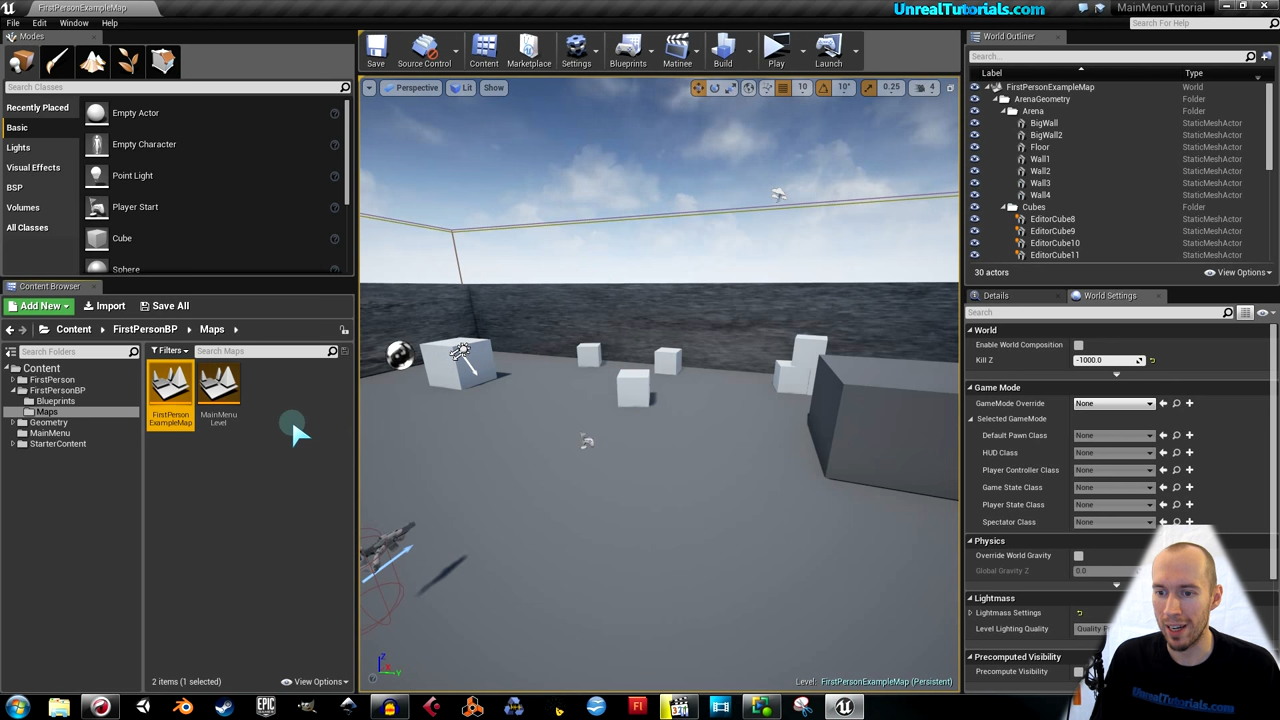 FirstPersonExampleMap
UnrealTutorials.com
MainMenuTutorial
File
Edit
Window
Help
Search For Help
Modes
World Outliner
Search Classes
Save
Source Control
Content
Marketplace
Settings
Blueprints
Matinee
Build
Play
Launch
Search...
Label
Type
Recently Placed
Basic
Lights
Visual Effects
BSP
Volumes
All Classes
Empty Actor
Empty Character
Point Light
Player Start
Cube
Sphere
Perspective
Lit
Show
10
10°
0.25
4
FirstPersonExampleMap World
ArenaGeometry Folder
Arena Folder
BigWall StaticMeshActor
BigWall2 StaticMeshActor
Floor StaticMeshActor
Wall1 StaticMeshActor
Wall2 StaticMeshActor
Wall3 StaticMeshActor
Wall4 StaticMeshActor
Cubes Folder
EditorCube8 StaticMeshActor
EditorCube9 StaticMeshActor
EditorCube10 StaticMeshActor
EditorCube11 StaticMeshActor
30 actors
View Options
Content Browser
Add New
Import
Save All
Content
FirstPersonBP
Maps
Search Folders
Filters
Search Maps
Content
FirstPerson
FirstPersonBP
Blueprints
Maps
Geometry
MainMenu
StarterContent
FirstPerson
ExampleMap
MainMenu
Level
2 items (1 selected)
View Options
Level: FirstPersonExampleMap (Persistent)
Details
World Settings
Search
World
Enable World Composition
Kill Z -1000.0
Game Mode
GameMode Override None
Selected GameMode
Default Pawn Class None
HUD Class None
Player Controller Class None
Game State Class None
Player State Class None
Spectator Class None
Physics
Override World Gravity
Global Gravity Z 0.0
Lightmass
Lightmass Settings
Level Lighting Quality
Precomputed Visibility
Precompute Visibility
UnrealTutorials.com
EPIC
GAMES
Fl
321